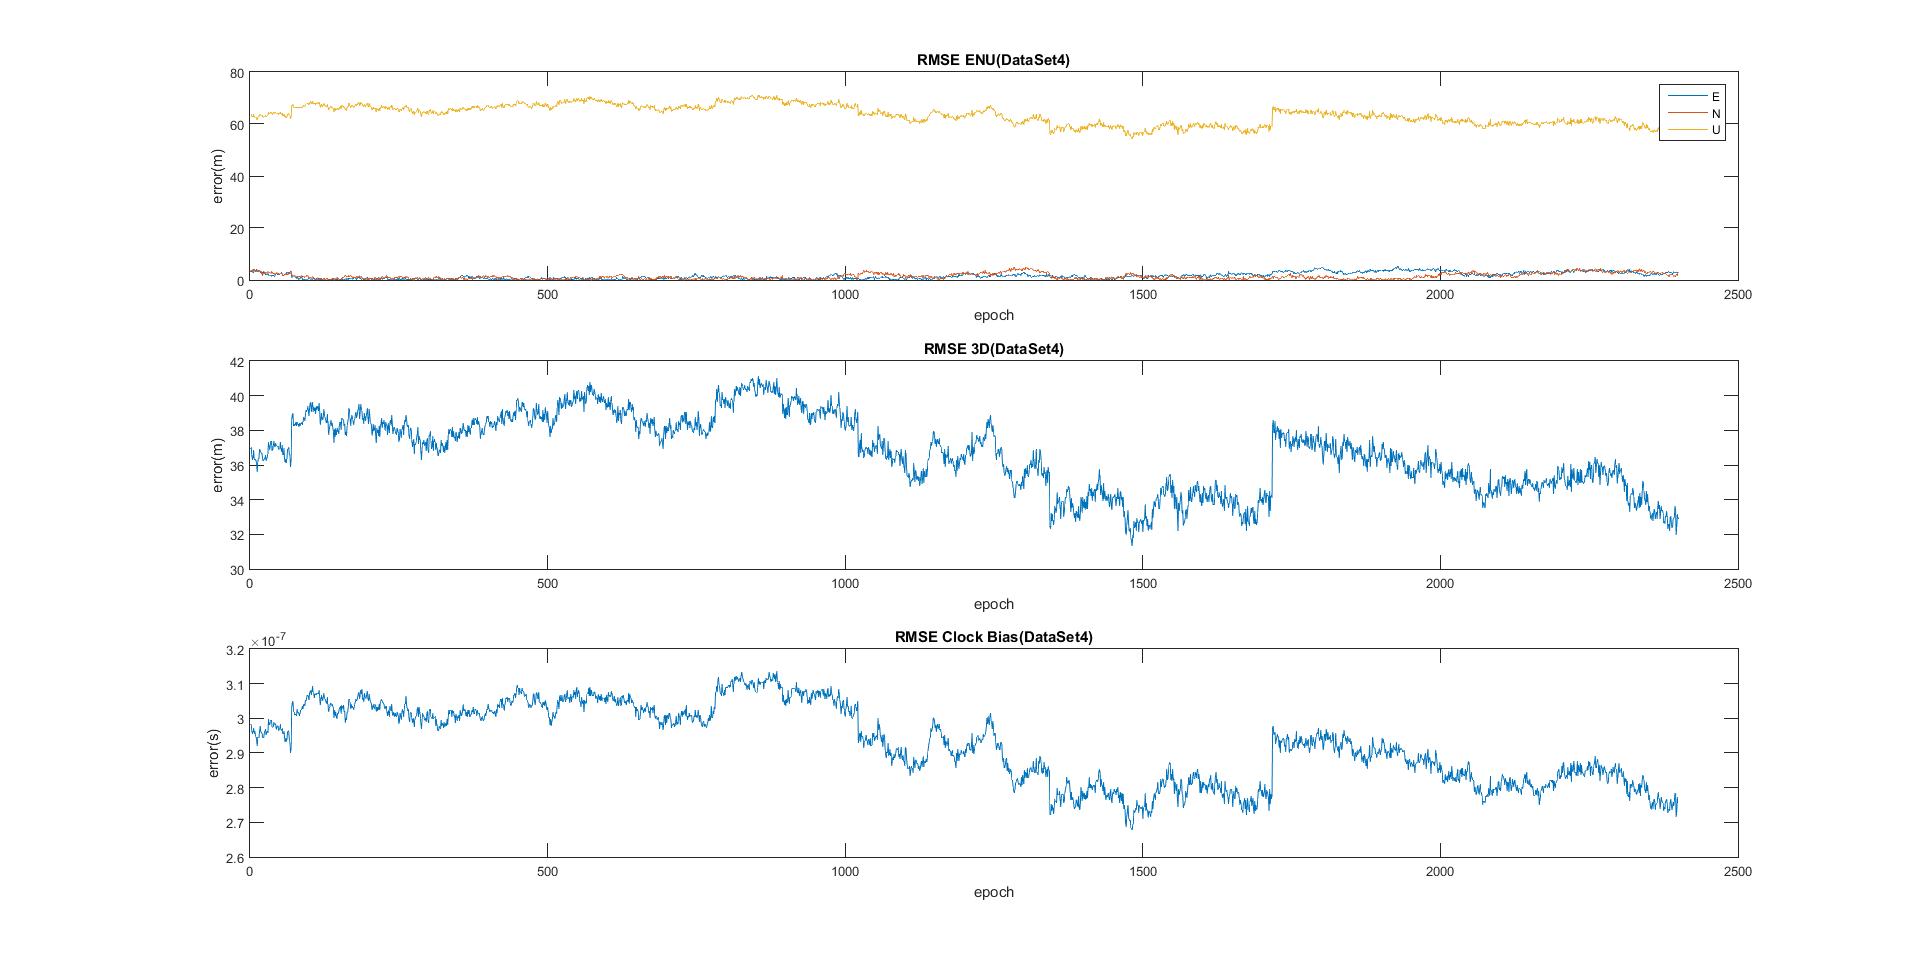 RMSE ENU(DataSet4)
80
60
40
20
0
error(m)
E
N
U
0 500 1000 1500 2000 2500
epoch
RMSE 3D(DataSet4)
42
40
38
36
34
32
30
error(m)
0 500 1000 1500 2000 2500
epoch
RMSE Clock Bias(DataSet4)
×10⁻⁷
3.2
3.1
3
2.9
2.8
2.7
2.6
error(s)
0 500 1000 1500 2000 2500
epoch